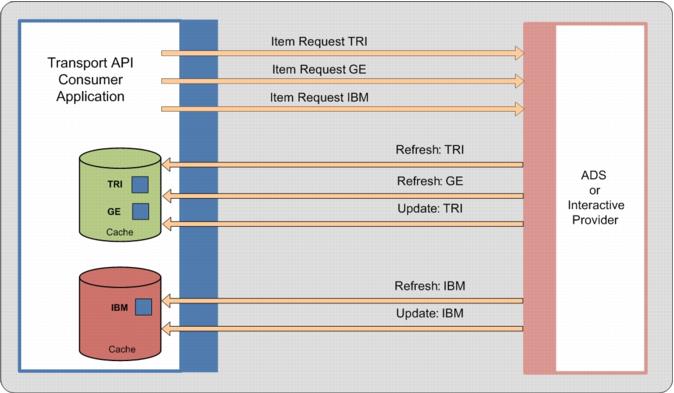 Transport API
Consumer
Application
Item Request TRI
Item Request GE
Item Request IBM
Refresh: TRI
Refresh: GE
Update: TRI
TRI
GE
Cache
Refresh: IBM
Update: IBM
IBM
Cache
ADS
or
Interactive
Provider